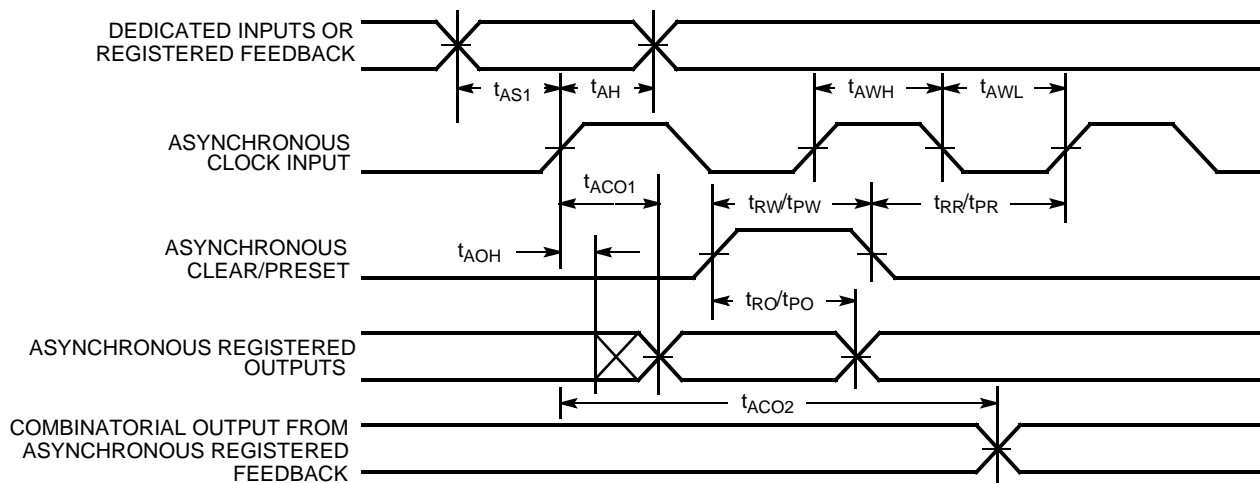 DEDICATED INPUTS OR
REGISTERED FEEDBACK
tAS1
tAH
tAWH
tAWL
ASYNCHRONOUS
CLOCK INPUT
tACO1
tRW/tPW
tRR/tPR
ASYNCHRONOUS
CLEAR/PRESET
tAOH
tRO/tPO
ASYNCHRONOUS REGISTERED
OUTPUTS
tACO2
COMBINATORIAL OUTPUT FROM
ASYNCHRONOUS REGISTERED
FEEDBACK